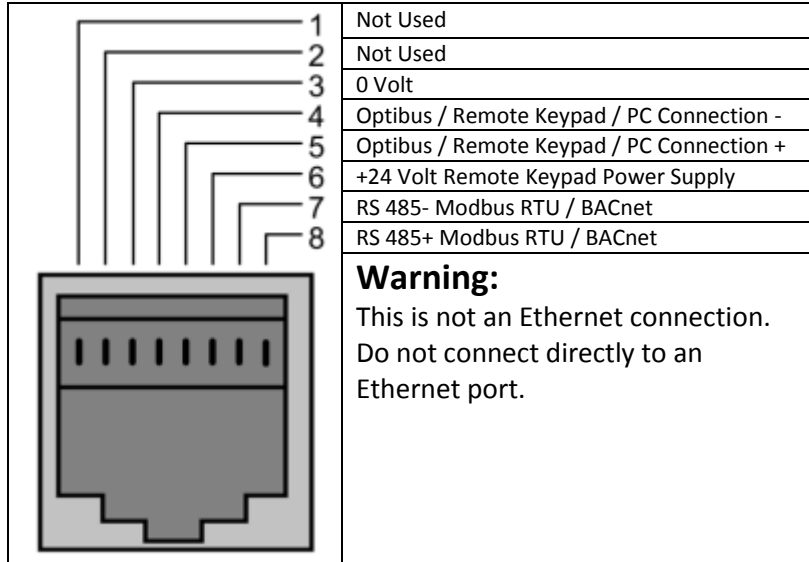 1 Not Used
2 Not Used
3 0 Volt
4 Optibus / Remote Keypad / PC Connection -
5 Optibus / Remote Keypad / PC Connection +
6 +24 Volt Remote Keypad Power Supply
7 RS 485- Modbus RTU / BACnet
8 RS 485+ Modbus RTU / BACnet
Warning:
This is not an Ethernet connection.
Do not connect directly to an
Ethernet port.